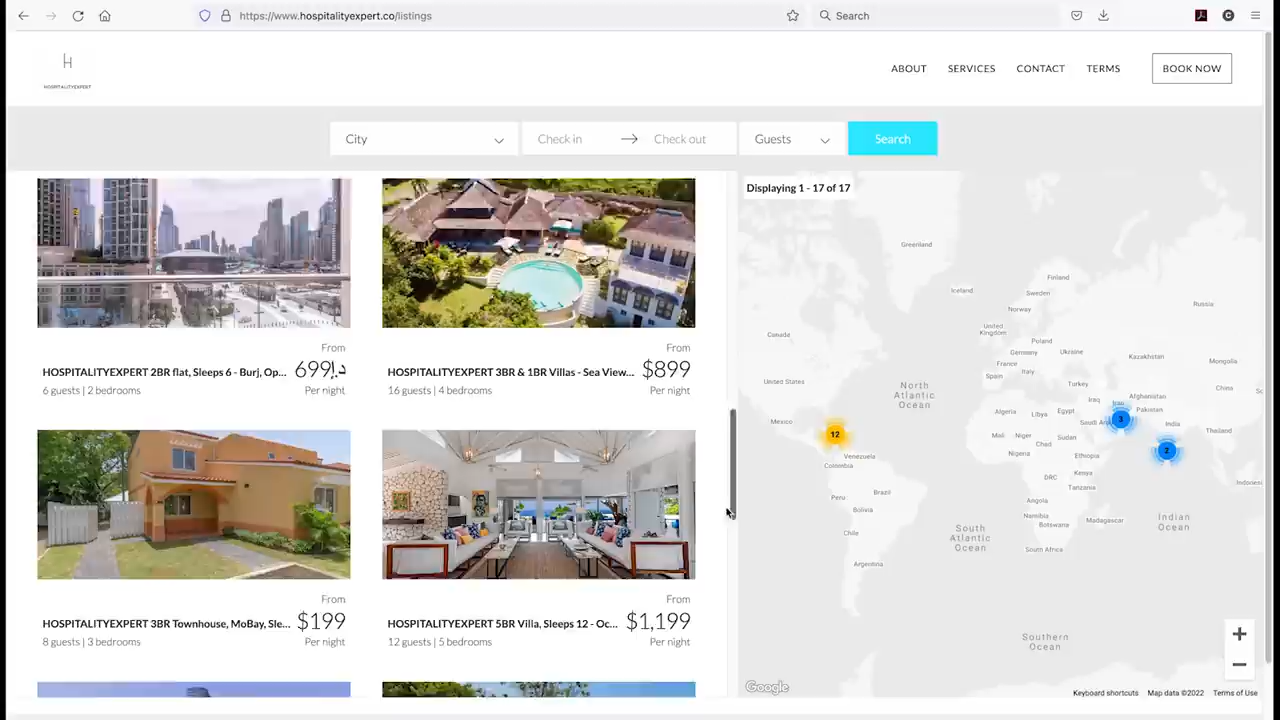 https://www.hospitalityexpert.co/listings
Search
HOSPITALITYEXPERT
ABOUT SERVICES CONTACT TERMS BOOK NOW
City Check in Check out Guests Search
Displaying 1 - 17 of 17
From
HOSPITALITYEXPERT 2BR flat, Sleeps 6 - Burj, Op... 699د.إ
6 guests | 2 bedrooms Per night
From
HOSPITALITYEXPERT 3BR & 1BR Villas - Sea View... $899
16 guests | 4 bedrooms Per night
From
HOSPITALITYEXPERT 3BR Townhouse, MoBay, Sle... $199
8 guests | 3 bedrooms Per night
From
HOSPITALITYEXPERT 5BR Villa, Sleeps 12 - Oc... $1,199
12 guests | 5 bedrooms Per night
Greenland
Iceland
Finland
Sweden
Norway
Russia
United
Kingdom
Canada
Poland
Germany
Ukraine
Kazakhstan
France
Mongolia
Italy
Spain
United States
Turkey
North
Atlantic
Ocean
China
Iraq
Iran
Afghanistan
Pakistan
Algeria
Libya
Egypt
Mexico
Saudi
India
Thailand
12
3
2
Mali
Niger
Sudan
Chad
Nigeria
Ethiopia
Venezuela
Colombia
DRC
Kenya
Tanzania
Indonesi
Peru
Brazil
Bolivia
Angola
Namibia
Botswana
Madagascar
Indian
Ocean
Chile
South
Atlantic
Ocean
South Africa
Argentina
Southern
Ocean
Google
Keyboard shortcuts Map data ©2022 Terms of Use